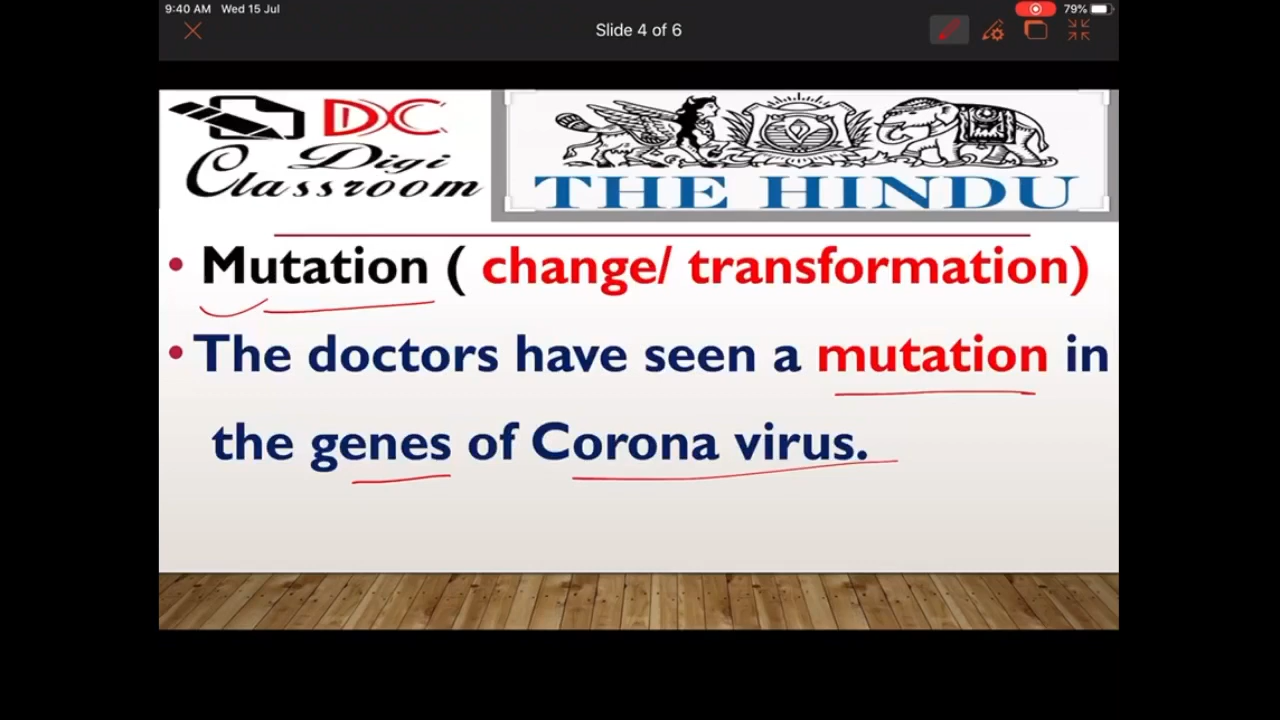 9:40 AM Wed 15 Jul 79%
Slide 4 of 6
DC
Digi
Classroom
THE HINDU
• Mutation ( change/ transformation)
• The doctors have seen a mutation in
the genes of Corona virus.